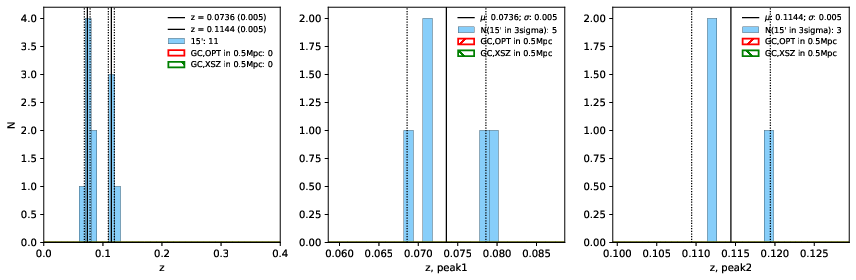 z = 0.0736 (0.005)
z = 0.1144 (0.005)
15': 11
GC,OPT in 0.5Mpc: 0
GC,XSZ in 0.5Mpc: 0
4.0
3.5
3.0
2.5
2.0
1.5
1.0
0.5
0.0
N
0.0 0.1 0.2 0.3 0.4
z
μ: 0.0736; σ: 0.005
N(15' in 3sigma): 5
GC,OPT in 0.5Mpc
GC,XSZ in 0.5Mpc
2.00
1.75
1.50
1.25
1.00
0.75
0.50
0.25
0.00
0.060 0.065 0.070 0.075 0.080 0.085
z, peak1
μ: 0.1144; σ: 0.005
N(15' in 3sigma): 3
GC,OPT in 0.5Mpc
GC,XSZ in 0.5Mpc
2.00
1.75
1.50
1.25
1.00
0.75
0.50
0.25
0.00
0.100 0.105 0.110 0.115 0.120 0.125
z, peak2